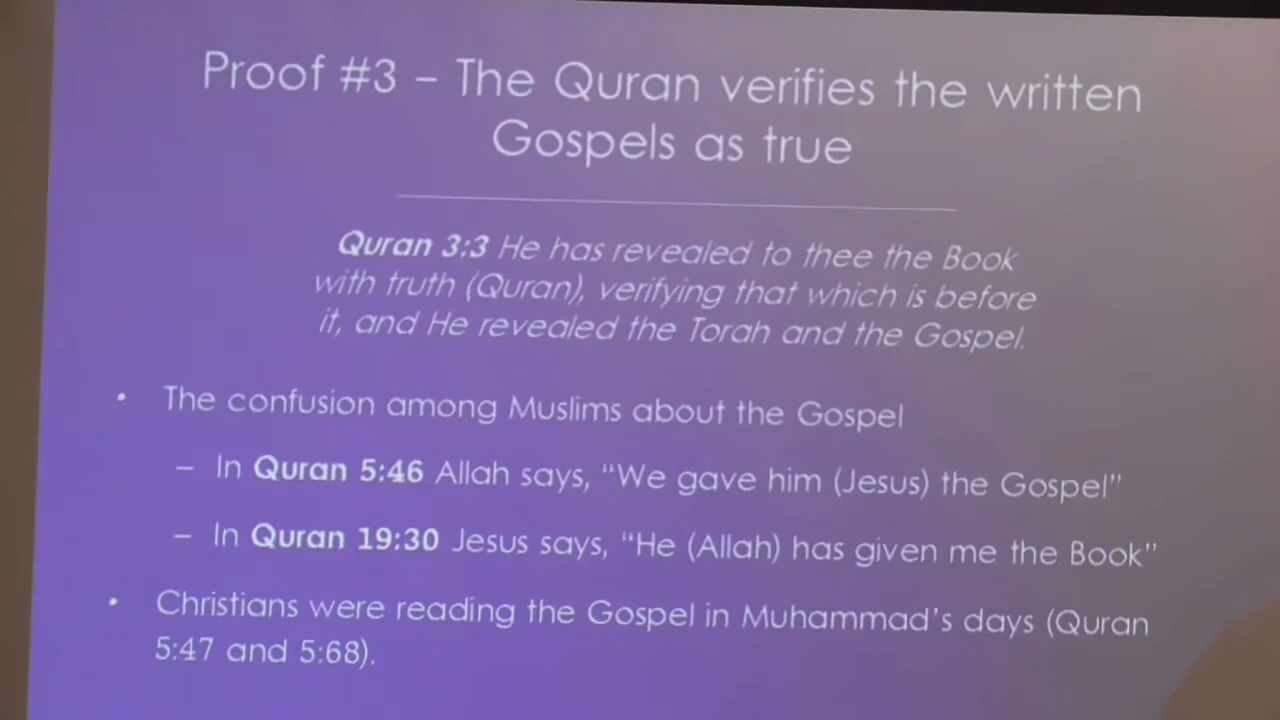 Proof #3 – The Quran verifies the written
Gospels as true
Quran 3:3 He has revealed to thee the Book
with truth (Quran), verifying that which is before
it, and He revealed the Torah and the Gospel.
• The confusion among Muslims about the Gospel
– In Quran 5:46 Allah says, “We gave him (Jesus) the Gospel”
– In Quran 19:30 Jesus says, “He (Allah) has given me the Book”
• Christians were reading the Gospel in Muhammad's days (Quran
5:47 and 5:68).